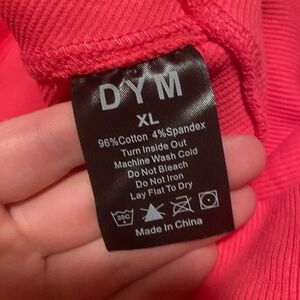 DYM
XL
96%Cotton 4%Spandex
Turn Inside Out
Machine Wash Cold
Do Not Bleach
Do Not Iron
Lay Flat To Dry
30C
Made In China